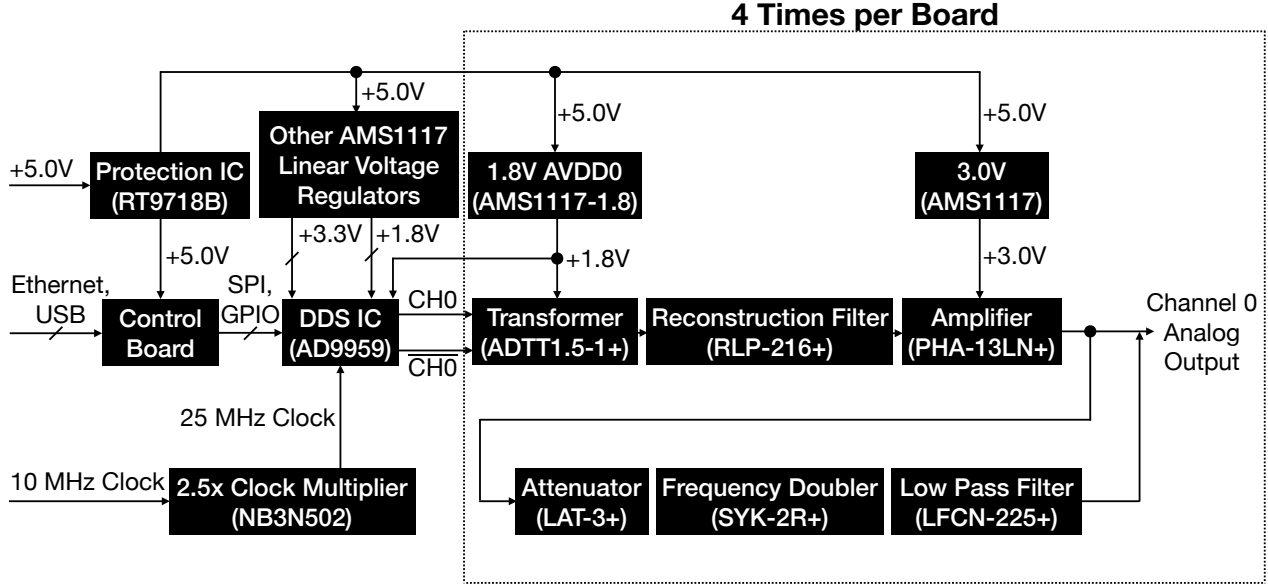 4 Times per Board
+5.0V
+5.0V
+5.0V
Other AMS1117
Linear Voltage
Regulators
+5.0V
Protection IC
(RT9718B)
1.8V AVDD0
(AMS1117-1.8)
3.0V
(AMS1117)
+3.3V
+1.8V
+5.0V
+1.8V
+3.0V
Ethernet,
USB
SPI,
GPIO
Control
Board
DDS IC
(AD9959)
CH0
CH0
Transformer
(ADTT1.5-1+)
Reconstruction Filter
(RLP-216+)
Amplifier
(PHA-13LN+)
Channel 0
Analog
Output
25 MHz Clock
10 MHz Clock
2.5x Clock Multiplier
(NB3N502)
Attenuator
(LAT-3+)
Frequency Doubler
(SYK-2R+)
Low Pass Filter
(LFCN-225+)